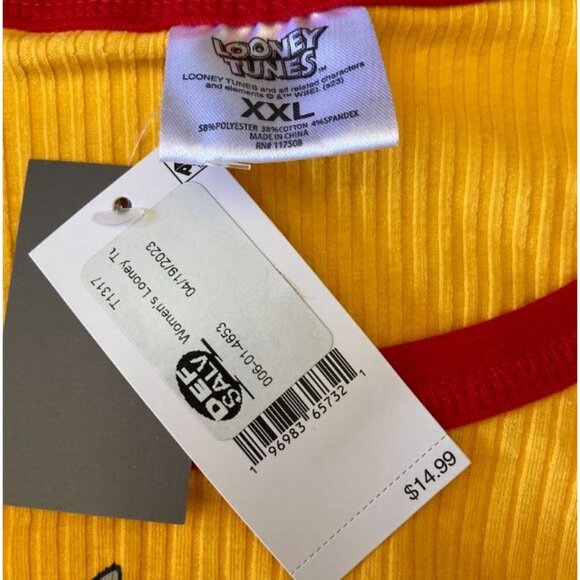 LOONEY
TUNES
LOONEY TUNES and all related characters
and elements © & ™ WBEI. (s23)
XXL
58%POLYESTER 38%COTTON 4%SPANDEX
MADE IN CHINA
RN# 117508
T1317
Women's Looney Tu
04/19/2023
006-01-4653
DEF
SALV
1 96983 65732 1
$14.99